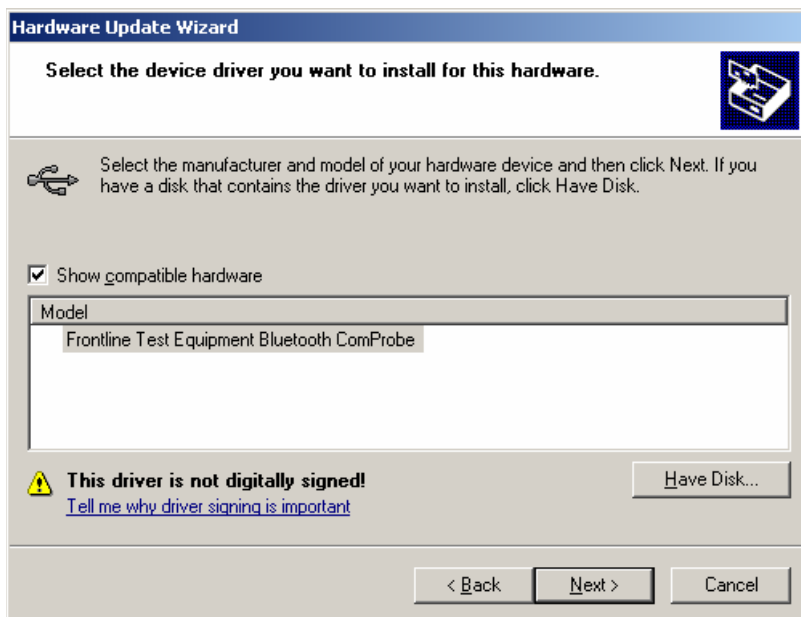 Hardware Update Wizard
Select the device driver you want to install for this hardware.
Select the manufacturer and model of your hardware device and then click Next. If you
have a disk that contains the driver you want to install, click Have Disk.
Show compatible hardware
Model
Frontline Test Equipment Bluetooth ComProbe
This driver is not digitally signed!
Have Disk...
Tell me why driver signing is important
< Back
Next >
Cancel